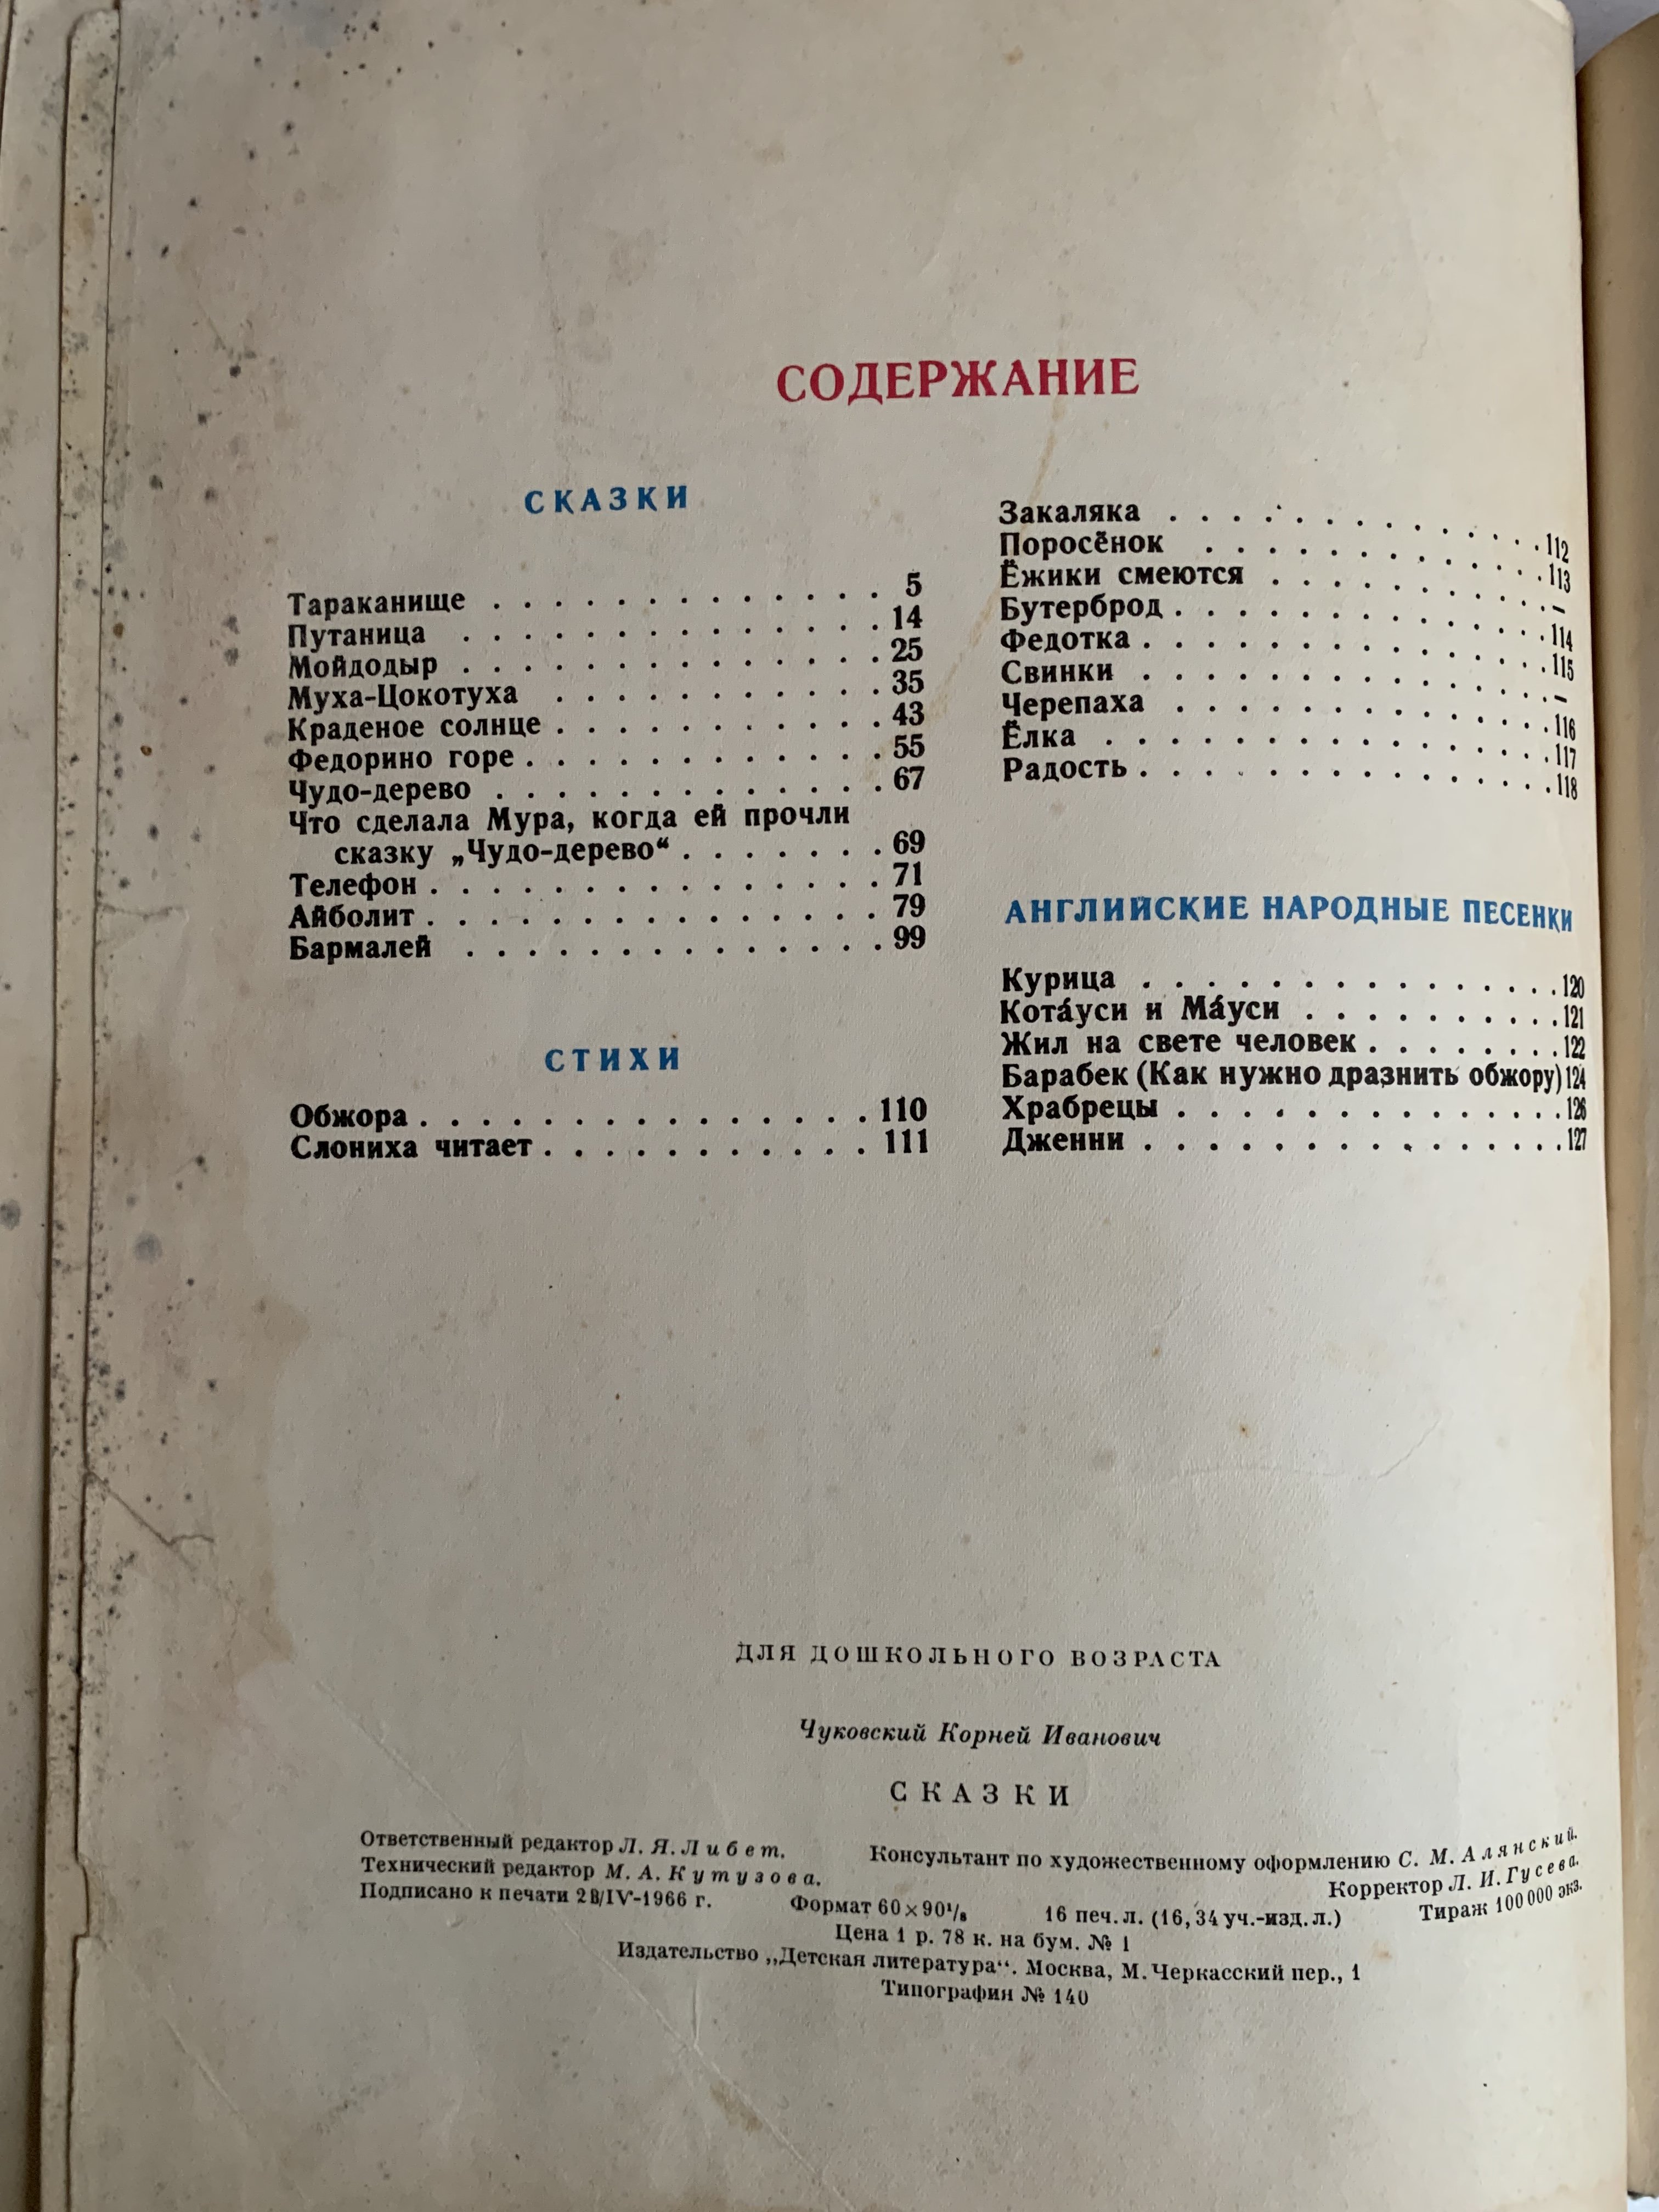 СОДЕРЖАНИЕ
СКАЗКИ
Тараканище . . . . . . . . . . . . . 5
Путаница . . . . . . . . . . . . . . 14
Мойдодыр . . . . . . . . . . . . . . 25
Муха-Цокотуха . . . . . . . . . . . 35
Краденое солнце . . . . . . . . . . . 43
Федорино горе . . . . . . . . . . . . 55
Чудо-дерево . . . . . . . . . . . . . 67
Что сделала Мура, когда ей прочли
сказку „Чудо-дерево“ . . . . . . . 69
Телефон . . . . . . . . . . . . . . . 71
Айболит . . . . . . . . . . . . . . . 79
Бармалей . . . . . . . . . . . . . . 99
СТИХИ
Обжора . . . . . . . . . . . . . . . 110
Слониха читает . . . . . . . . . . . 111
Закаляка . . . . . . . . . . . . . . 112
Поросёнок . . . . . . . . . . . . . 113
Ёжики смеются . . . . . . . . . . . –
Бутерброд . . . . . . . . . . . . . . 114
Федотка . . . . . . . . . . . . . . . 115
Свинки . . . . . . . . . . . . . . . –
Черепаха . . . . . . . . . . . . . . 116
Ёлка . . . . . . . . . . . . . . . . 117
Радость . . . . . . . . . . . . . . . 118
АНГЛИЙСКИЕ НАРОДНЫЕ ПЕСЕНКИ
Курица . . . . . . . . . . . . . . . 120
Кота́уси и Ма́уси . . . . . . . . . . 121
Жил на свете человек . . . . . . . . 122
Барабек (Как нужно дразнить обжору) 124
Храбрецы . . . . . . . . . . . . . . 126
Дженни . . . . . . . . . . . . . . . 127
ДЛЯ ДОШКОЛЬНОГО ВОЗРАСТА
Чуковский Корней Иванович
СКАЗКИ
Ответственный редактор Л. Я. Либет. Консультант по художественному оформлению С. М. Алянский.
Технический редактор М. А. Кутузова. Корректор Л. И. Гусева.
Подписано к печати 28/IV-1966 г. Формат 60×90¹/₈ 16 печ. л. (16,34 уч.-изд. л.) Тираж 100 000 экз.
Цена 1 р. 78 к. на бум. № 1
Издательство „Детская литература“. Москва, М. Черкасский пер., 1
Типография № 140